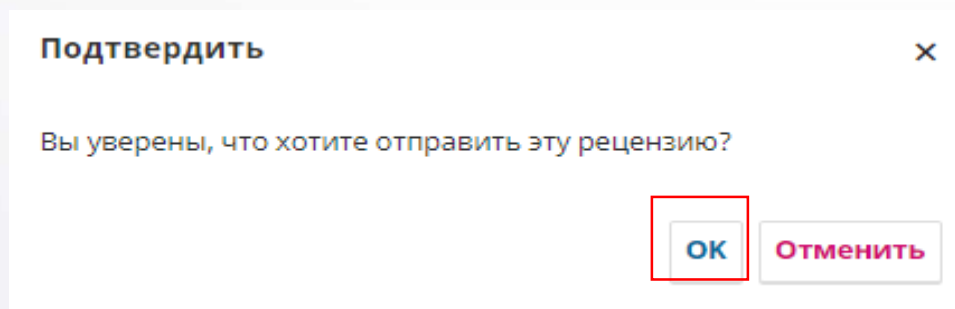 Подтвердить ×
Вы уверены, что хотите отправить эту рецензию?
ОК Отменить